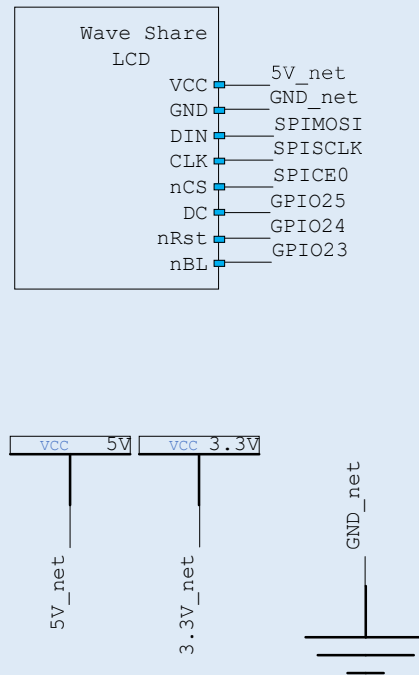 Wave Share
LCD
VCC 5V_net
GND GND_net
DIN SPIMOSI
CLK SPISCLK
nCS SPICE0
DC GPIO25
nRst GPIO24
nBL GPIO23
vcc 5V
vcc 3.3V
5V_net
3.3V_net
GND_net